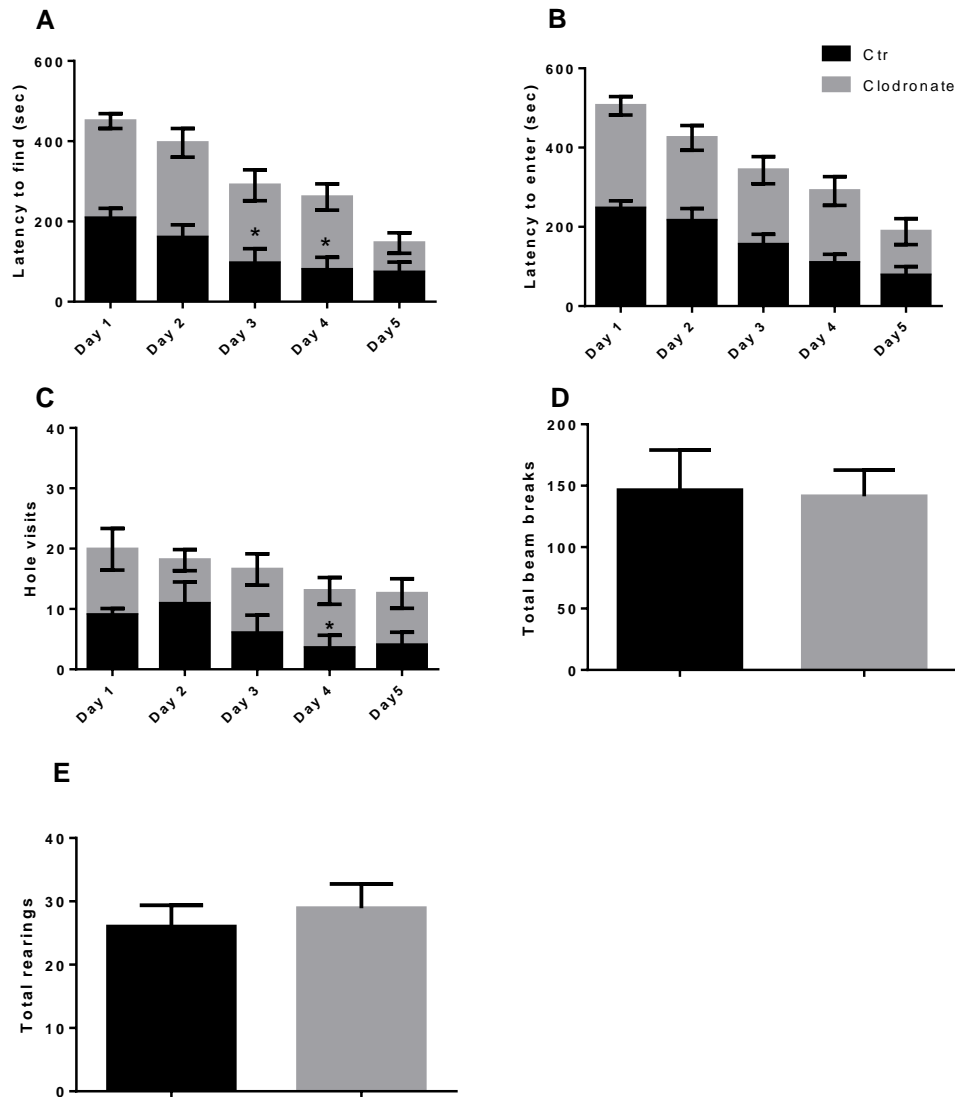 A
Latency to find (sec)
600
400
200
0
*
*
Day 1
Day 2
Day 3
Day 4
Day5
B
Ctr
Clodronate
Latency to enter (sec)
600
400
200
0
Day 1
Day 2
Day 3
Day 4
Day5
C
Hole visits
40
30
20
10
0
*
Day 1
Day 2
Day 3
Day 4
Day5
D
Total beam breaks
200
150
100
50
0
E
Total rearings
40
30
20
10
0